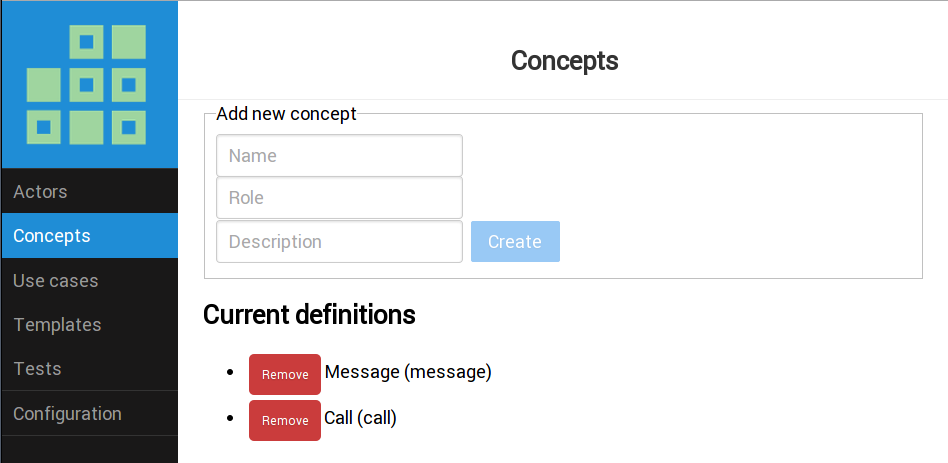 Concepts
Add new concept
Name
Role
Description
Create
Actors
Concepts
Use cases
Templates
Tests
Configuration
Current definitions
Remove Message (message)
Remove Call (call)